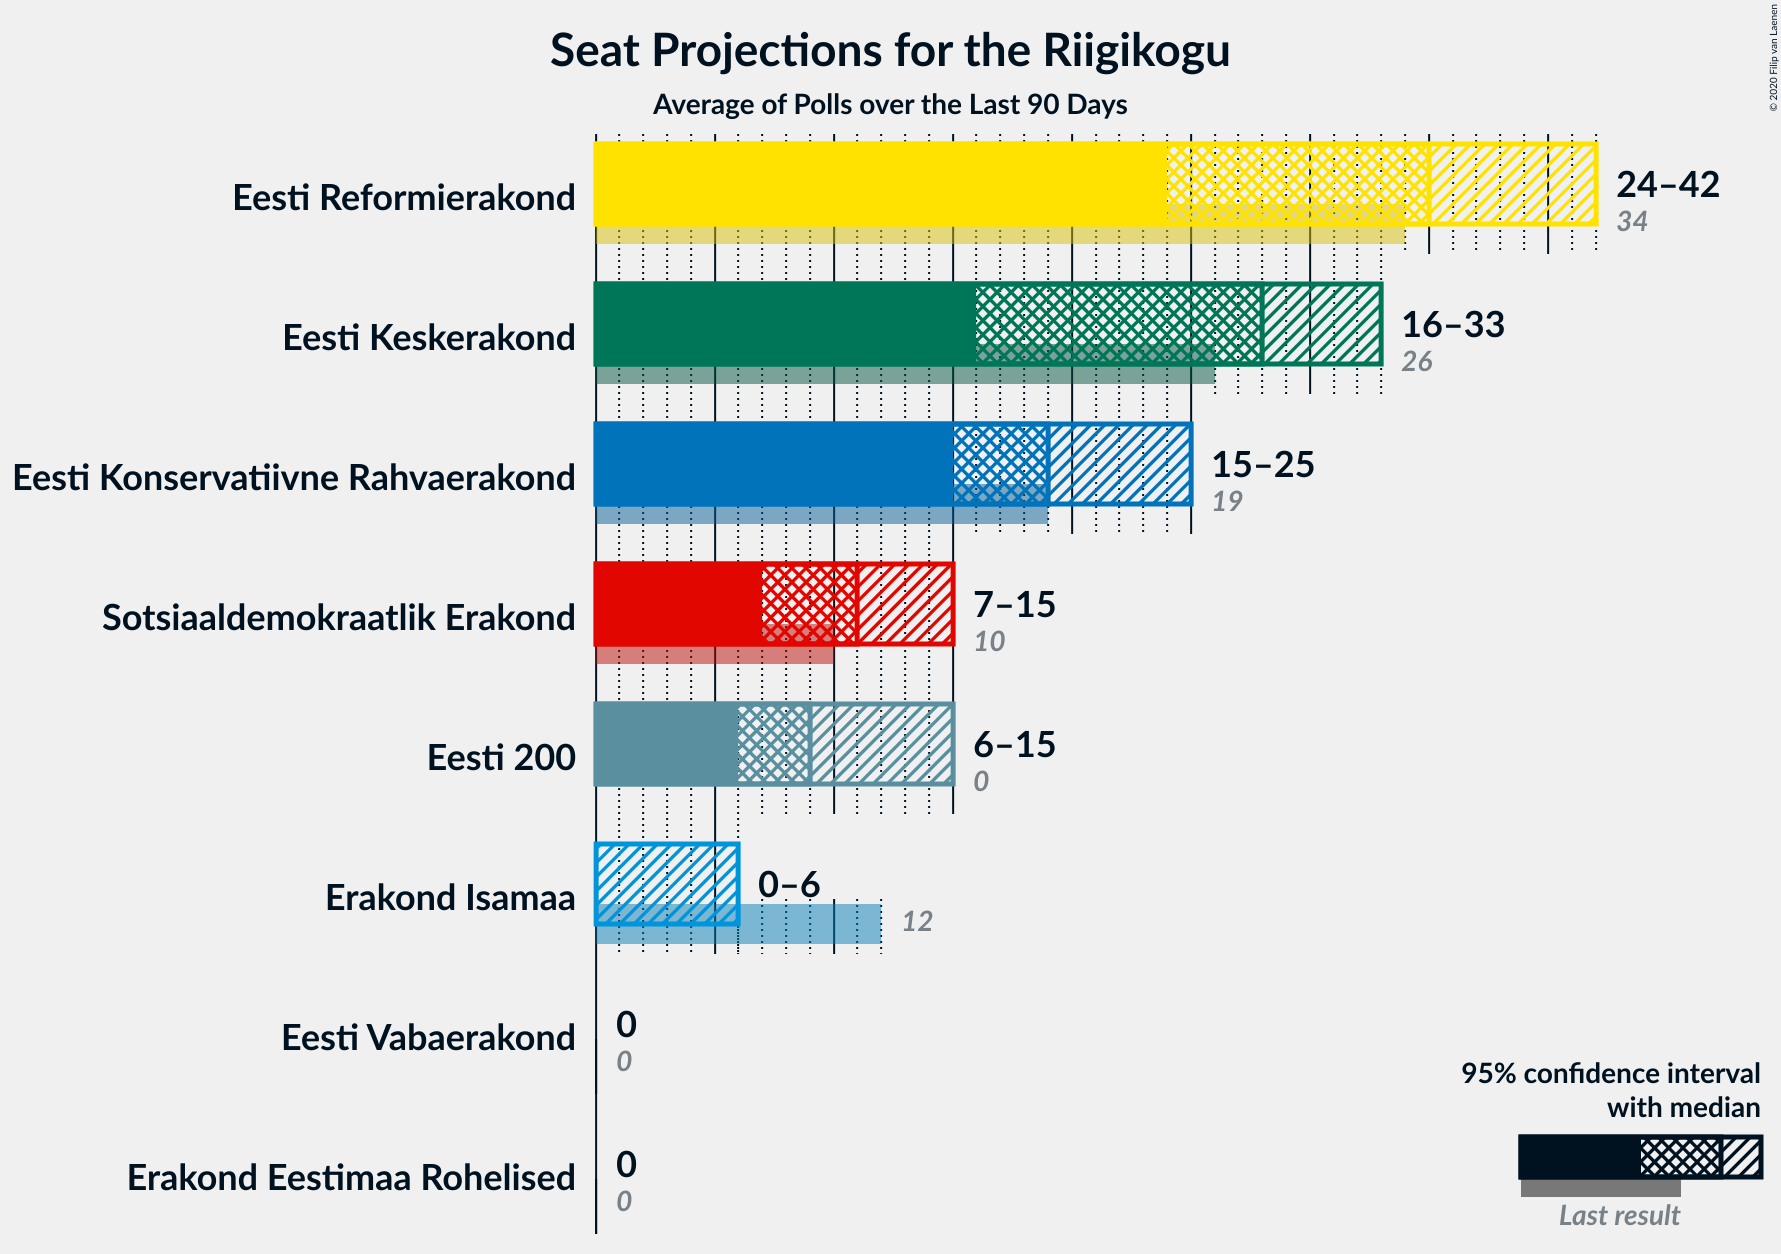 Seat Projections for the Riigikogu
Average of Polls over the Last 90 Days
© 2020 Filip van Laenen
Eesti Reformierakond
24–42
34
Eesti Keskerakond
16–33
26
Eesti Konservatiivne Rahvaerakond
15–25
19
Sotsiaaldemokraatlik Erakond
7–15
10
Eesti 200
6–15
0
Erakond Isamaa
0–6
12
Eesti Vabaerakond
0
0
Erakond Eestimaa Rohelised
0
0
95% confidence interval
with median
Last result